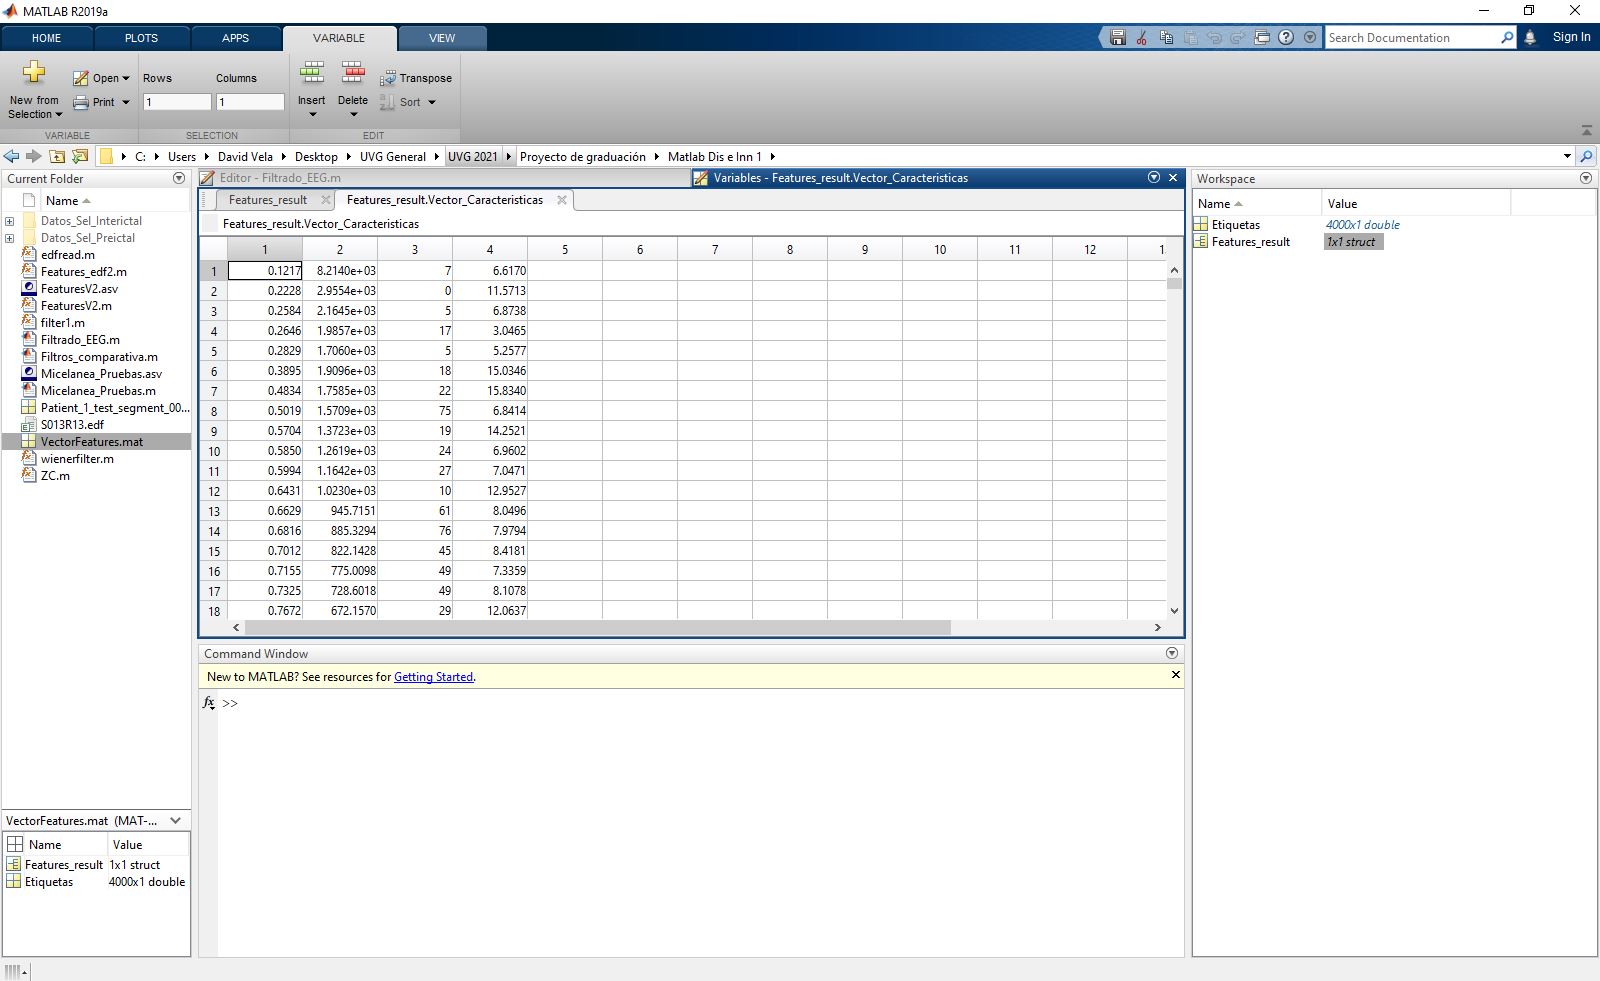 MATLAB R2019a
HOME PLOTS APPS VARIABLE VIEW Search Documentation Sign In
New from Selection Open Print Rows Columns 1 1 Insert Delete Transpose Sort
VARIABLE SELECTION EDIT
C: Users David Vela Desktop UVG General UVG 2021 Proyecto de graduación Matlab Dis e Inn 1
Current Folder
Name
Datos_Sel_Interictal
Datos_Sel_Preictal
edfread.m
Features_edf2.m
FeaturesV2.asv
FeaturesV2.m
filter1.m
Filtrado_EEG.m
Filtros_comparativa.m
Micelanea_Pruebas.asv
Micelanea_Pruebas.m
Patient_1_test_segment_00...
S013R13.edf
VectorFeatures.mat
wienerfilter.m
ZC.m
VectorFeatures.mat (MAT-...
Name Value
Features_result 1x1 struct
Etiquetas 4000x1 double
Editor - Filtrado_EEG.m Variables - Features_result.Vector_Caracteristicas
Features_result Features_result.Vector_Caracteristicas
Features_result.Vector_Caracteristicas
1 2 3 4 5 6 7 8 9 10 11 12 1
1 0.1217 8.2140e+03 7 6.6170
2 0.2228 2.9554e+03 0 11.5713
3 0.2584 2.1645e+03 5 6.8738
4 0.2646 1.9857e+03 17 3.0465
5 0.2829 1.7060e+03 5 5.2577
6 0.3895 1.9096e+03 18 15.0346
7 0.4834 1.7585e+03 22 15.8340
8 0.5019 1.5709e+03 75 6.8414
9 0.5704 1.3723e+03 19 14.2521
10 0.5850 1.2619e+03 24 6.9602
11 0.5994 1.1642e+03 27 7.0471
12 0.6431 1.0230e+03 10 12.9527
13 0.6629 945.7151 61 8.0496
14 0.6816 885.3294 76 7.9794
15 0.7012 822.1428 45 8.4181
16 0.7155 775.0098 49 7.3359
17 0.7325 728.6018 49 8.1078
18 0.7672 672.1570 29 12.0637
Command Window
New to MATLAB? See resources for Getting Started.
fx >>
Workspace
Name Value
Etiquetas 4000x1 double
Features_result 1x1 struct